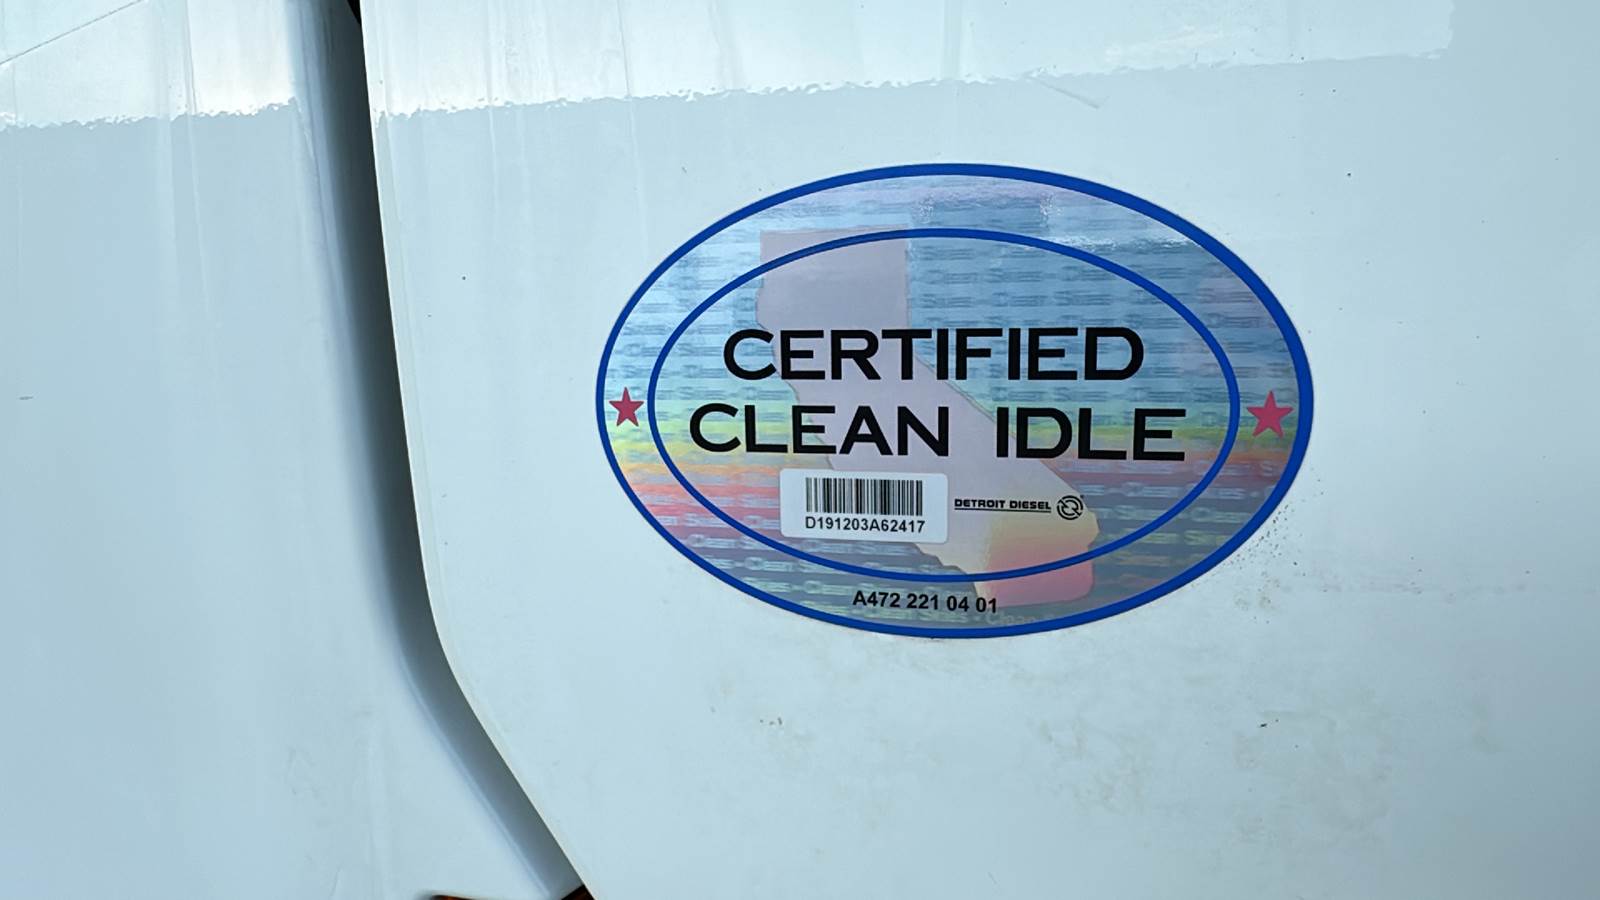 CERTIFIED
CLEAN IDLE
D191203A62417
DETROIT DIESEL
A472 221 04 01